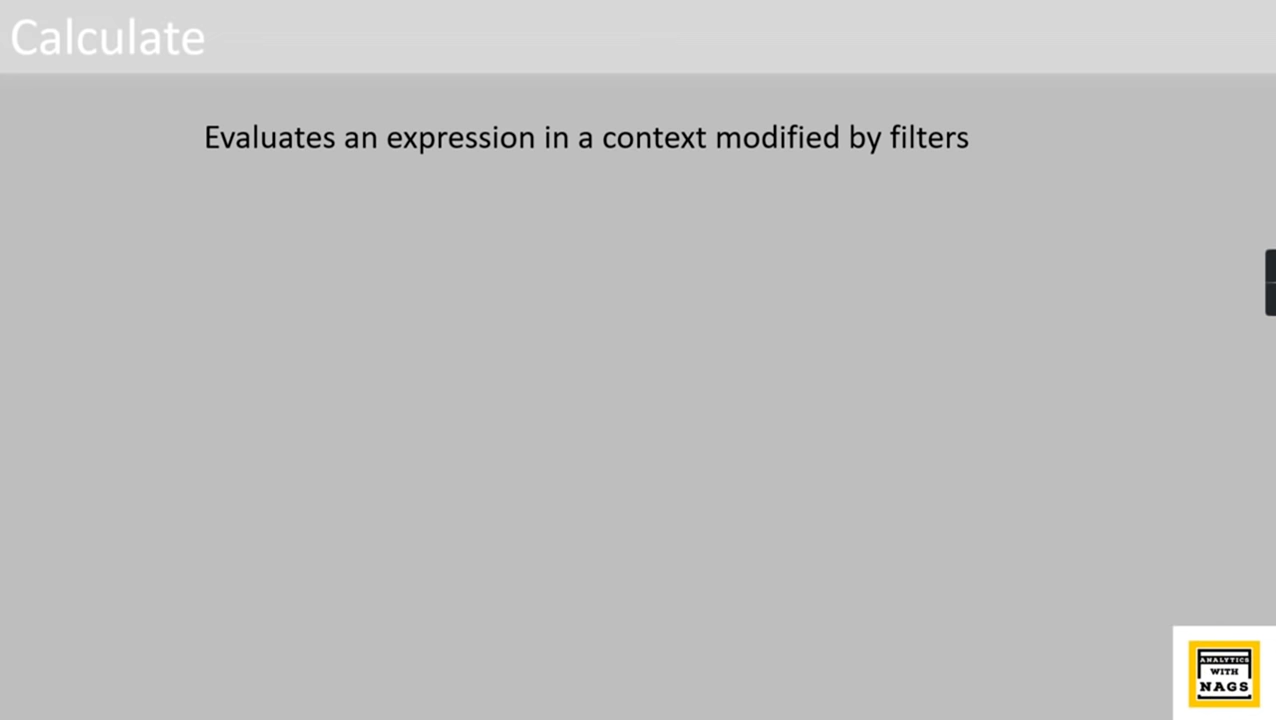 Calculate
Evaluates an expression in a context modified by filters
ANALYTICS
WITH
NAGS